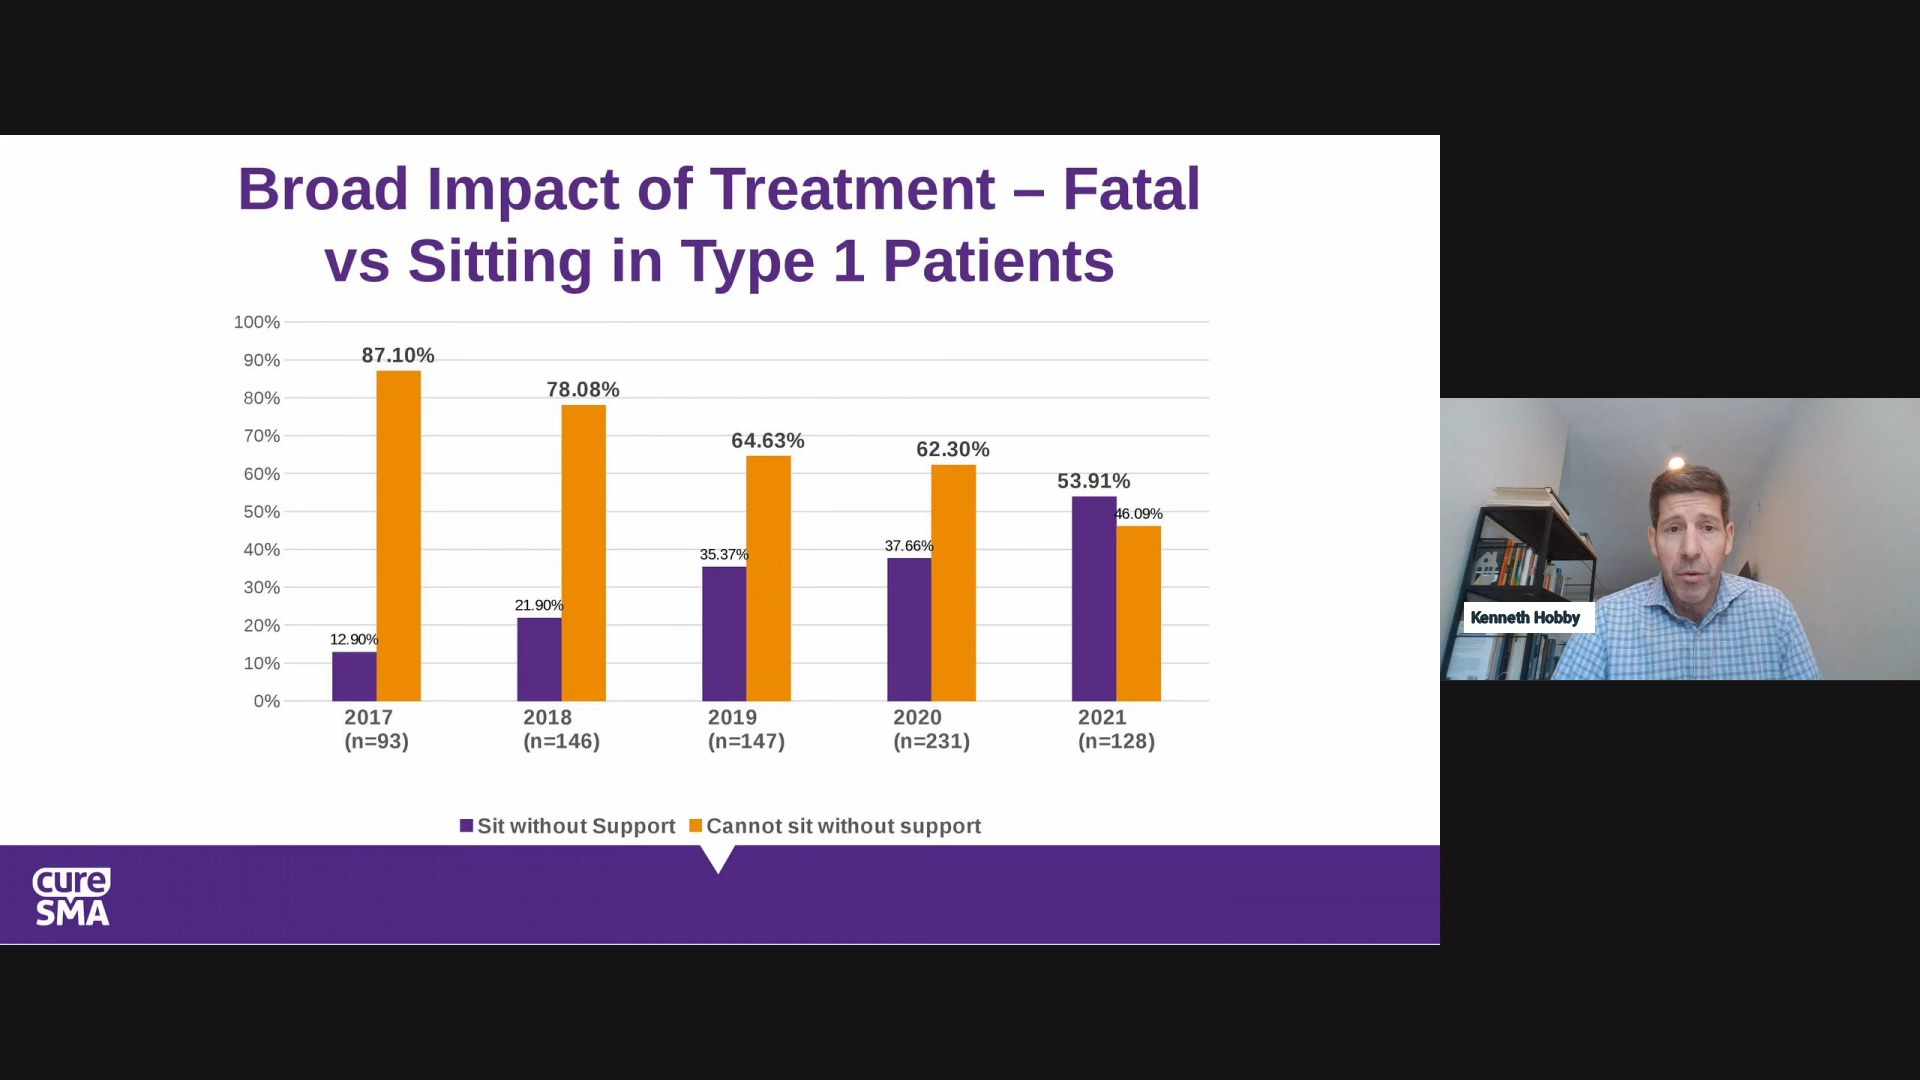 Broad Impact of Treatment – Fatal
vs Sitting in Type 1 Patients
100%
90%
80%
70%
60%
50%
40%
30%
20%
10%
0%
87.10%
78.08%
64.63%
62.30%
53.91%
46.09%
35.37%
37.66%
21.90%
12.90%
2017
(n=93)
2018
(n=146)
2019
(n=147)
2020
(n=231)
2021
(n=128)
Sit without Support
Cannot sit without support
cure
SMA
Kenneth Hobby